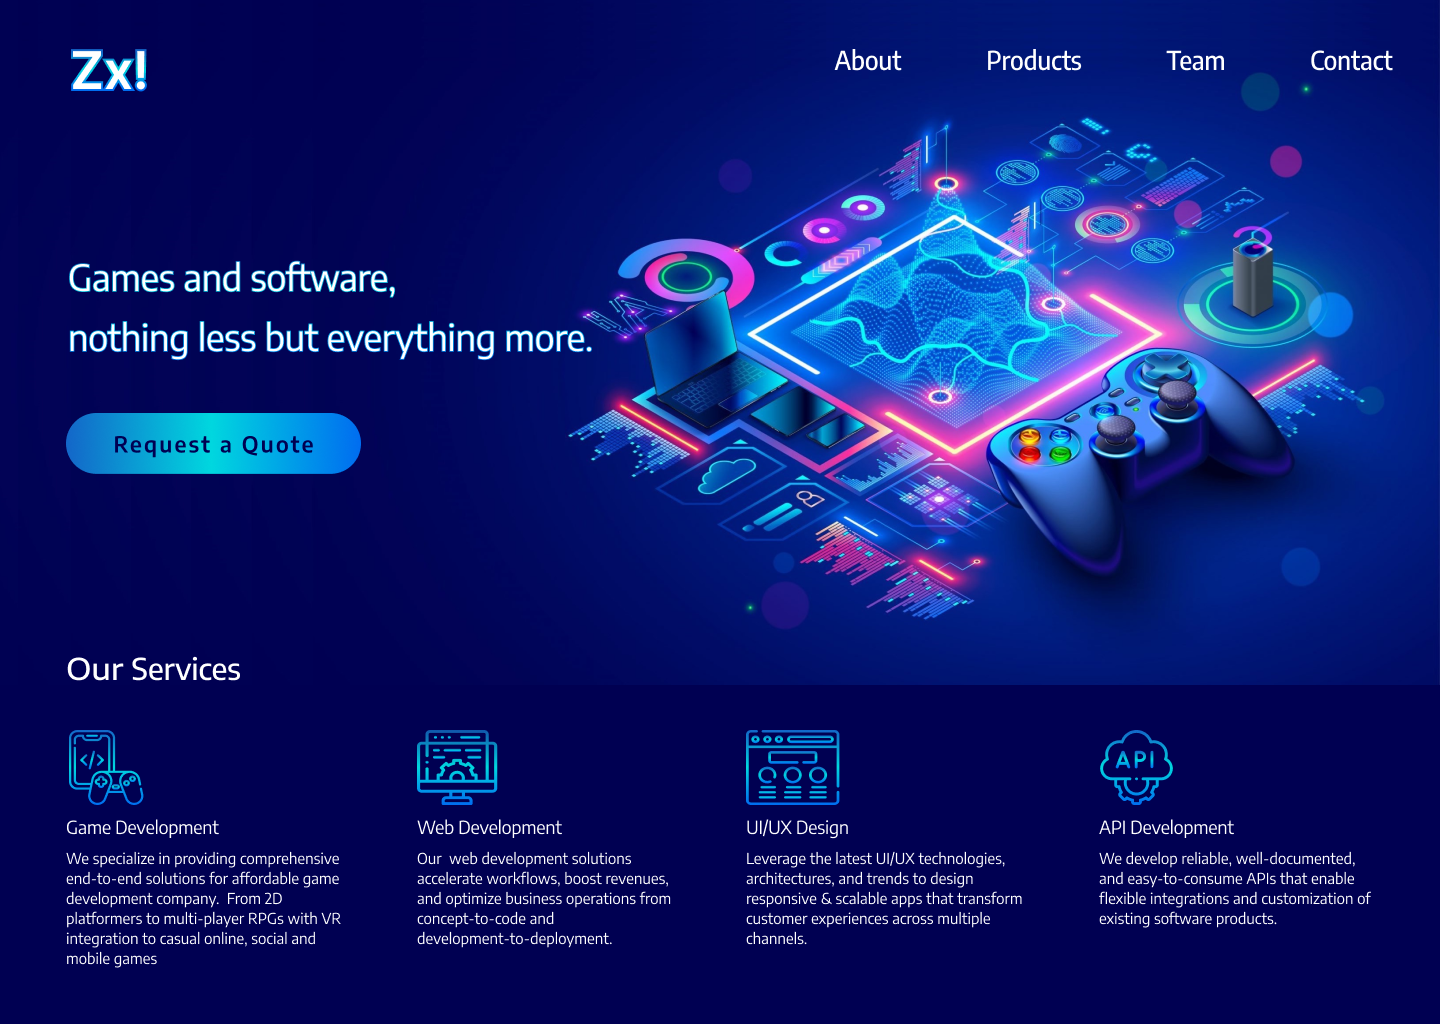 Zx!
About Products Team Contact
Games and software,
nothing less but everything more.
Request a Quote
Our Services
API
Game Development
We specialize in providing comprehensive
end-to-end solutions for affordable game
development company.  From 2D
platformers to multi-player RPGs with VR
integration to casual online, social and
mobile games
Web Development
Our  web development solutions
accelerate workflows, boost revenues,
and optimize business operations from
concept-to-code and
development-to-deployment.
UI/UX Design
Leverage the latest UI/UX technologies,
architectures, and trends to design
responsive & scalable apps that transform
customer experiences across multiple
channels.
API Development
We develop reliable, well-documented,
and easy-to-consume APIs that enable
flexible integrations and customization of
existing software products.